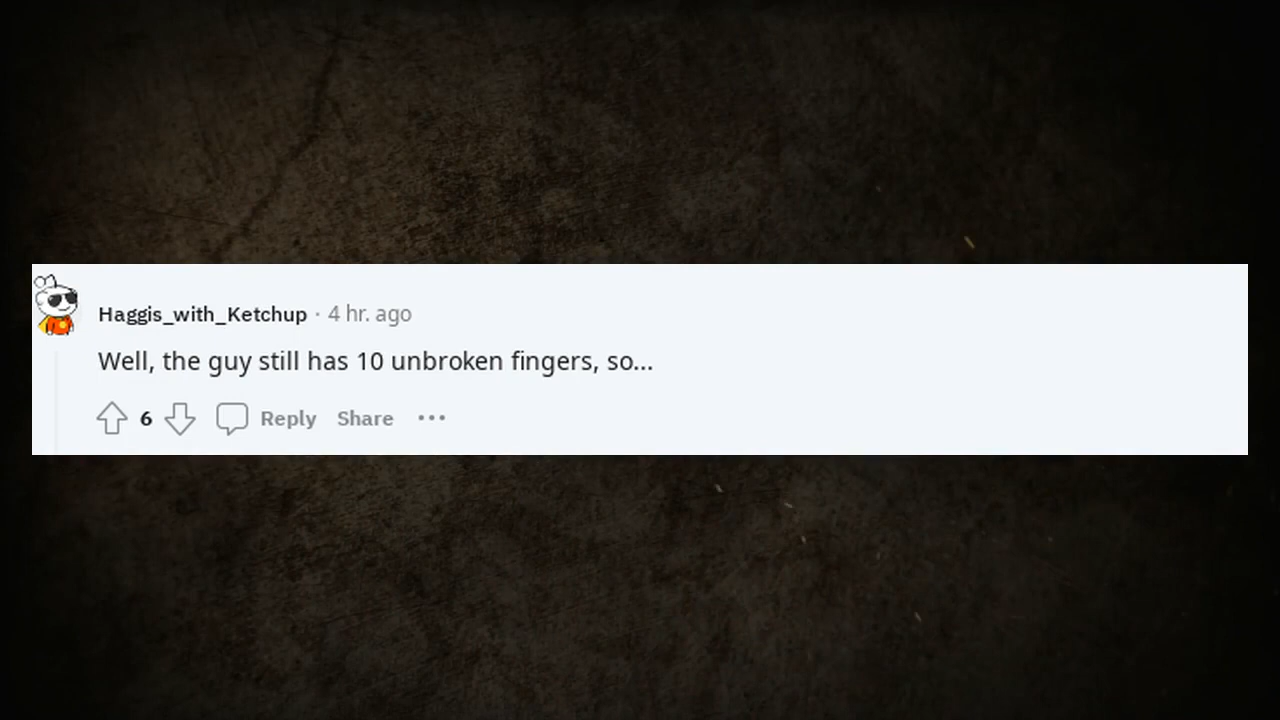 Haggis_with_Ketchup · 4 hr. ago
Well, the guy still has 10 unbroken fingers, so...
6 Reply Share ···